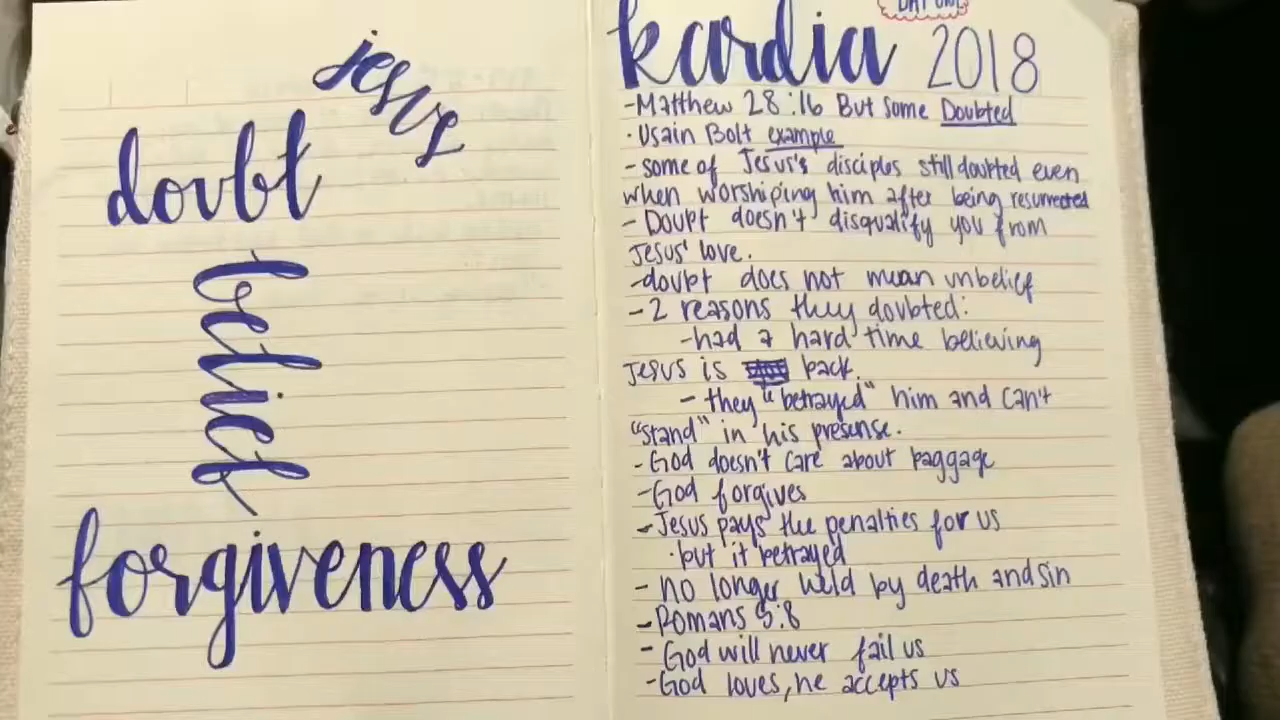 jesus
doubt
belief
forgiveness
DAY ONE
kardia 2018
-Matthew 28:16 But some Doubted
· Usain Bolt example
-some of Jesus's disciples still doubted even
when worshiping him after being resurrected
- Doubt doesn't disqualify you from
Jesus' love.
-doubt does not mean unbelief
-2 reasons they doubted:
-had a hard time believing
Jesus is back.
- they "betrayed" him and can't
"stand" in his presense.
- God doesn't care about baggage
-God forgives
-Jesus pays the penalties for us
·but it betrayed
- no longer held by death and sin
-Romans 5:8
- God will never fail us
-God loves, he accepts us